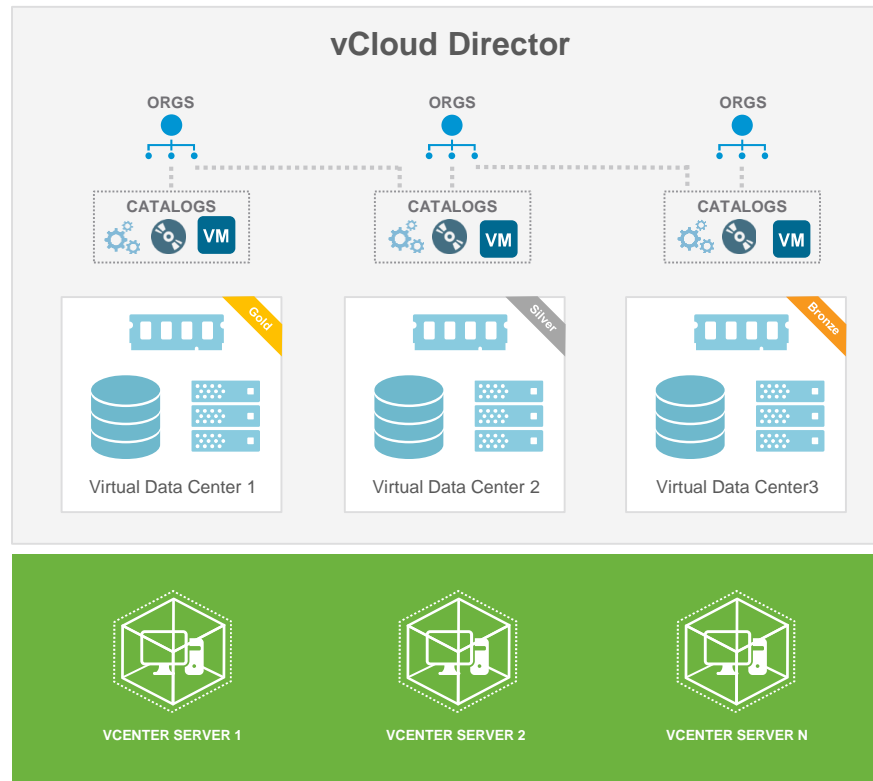 vCloud Director
ORGS
ORGS
ORGS
CATALOGS
CATALOGS
CATALOGS
VM
VM
VM
Gold
Silver
Bronze
Virtual Data Center 1
Virtual Data Center 2
Virtual Data Center3
VCENTER SERVER 1
VCENTER SERVER 2
VCENTER SERVER N